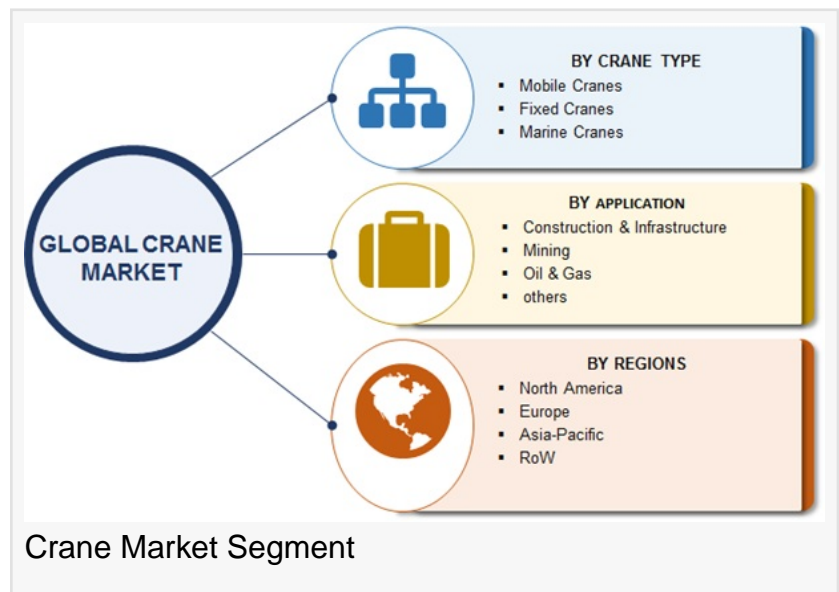 GLOBAL CRANE
MARKET
BY CRANE TYPE
▪ Mobile Cranes
▪ Fixed Cranes
▪ Marine Cranes
BY APPLICATION
▪ Construction & Infrastructure
▪ Mining
▪ Oil & Gas
▪ others
BY REGIONS
▪ North America
▪ Europe
▪ Asia-Pacific
▪ RoW
Crane Market Segment